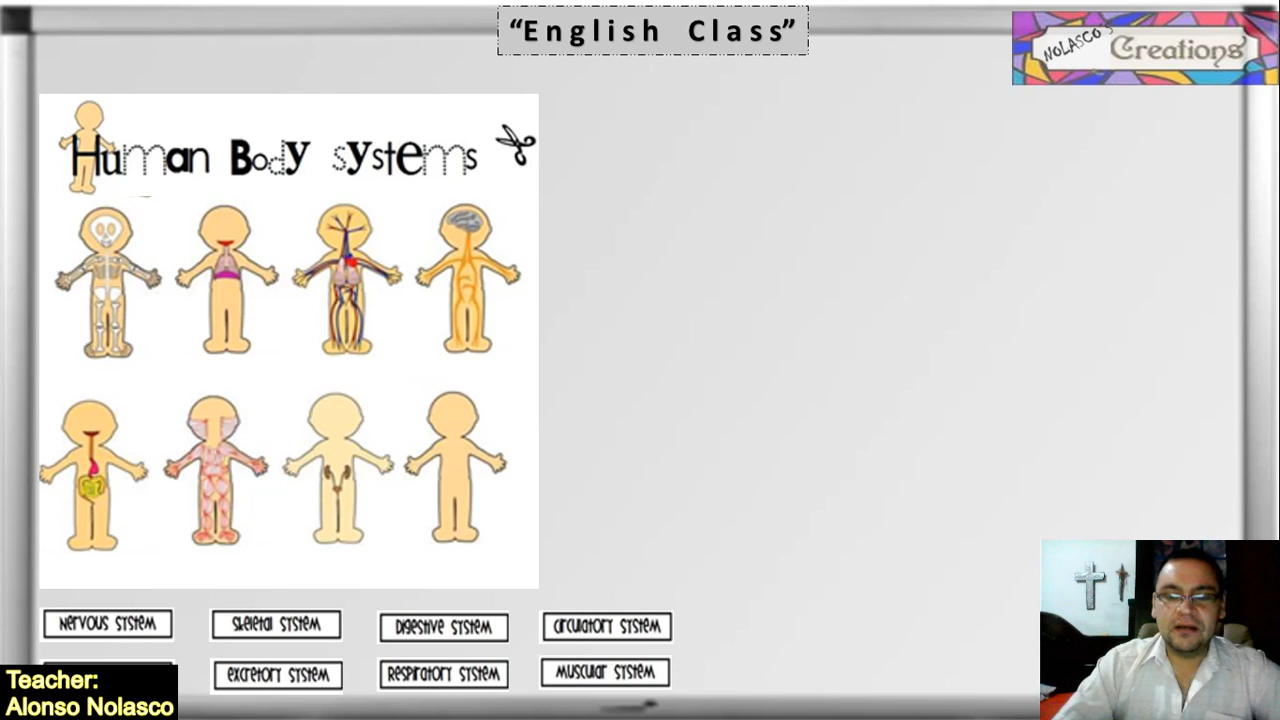 “English Class”
NOLASCO'S Creations
Human Body systems
Nervous System
Skeletal System
Digestive System
Circulatory System
Excretory System
Respiratory System
Muscular System
Teacher:
Alonso Nolasco